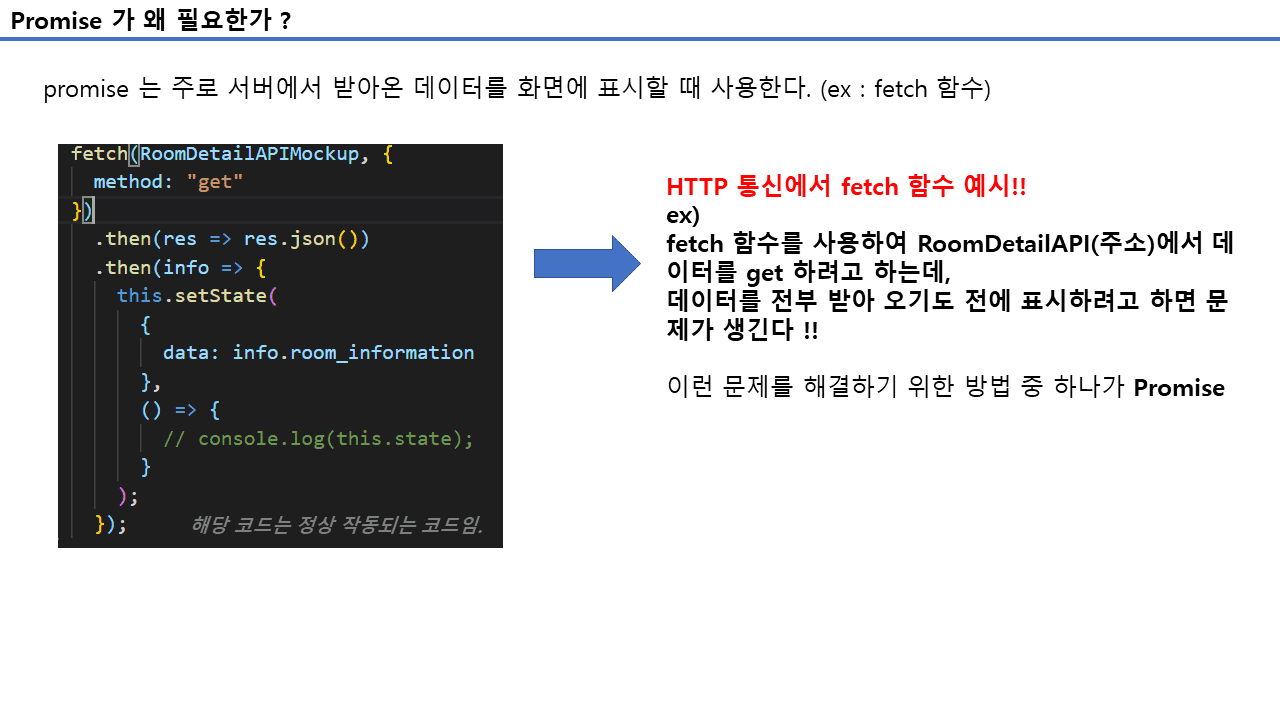 Promise 가 왜 필요한가 ?
promise 는 주로 서버에서 받아온 데이터를 화면에 표시할 때 사용한다. (ex : fetch 함수)
fetch(RoomDetailAPIMockup, {
method: "get"
})
.then(res => res.json())
.then(info => {
this.setState(
{
data: info.room_information
},
() => {
// console.log(this.state);
}
);
});
해당 코드는 정상 작동되는 코드임.
HTTP 통신에서 fetch 함수 예시!!
ex)
fetch 함수를 사용하여 RoomDetailAPI(주소)에서 데
이터를 get 하려고 하는데,
데이터를 전부 받아 오기도 전에 표시하려고 하면 문
제가 생긴다 !!
이런 문제를 해결하기 위한 방법 중 하나가 Promise